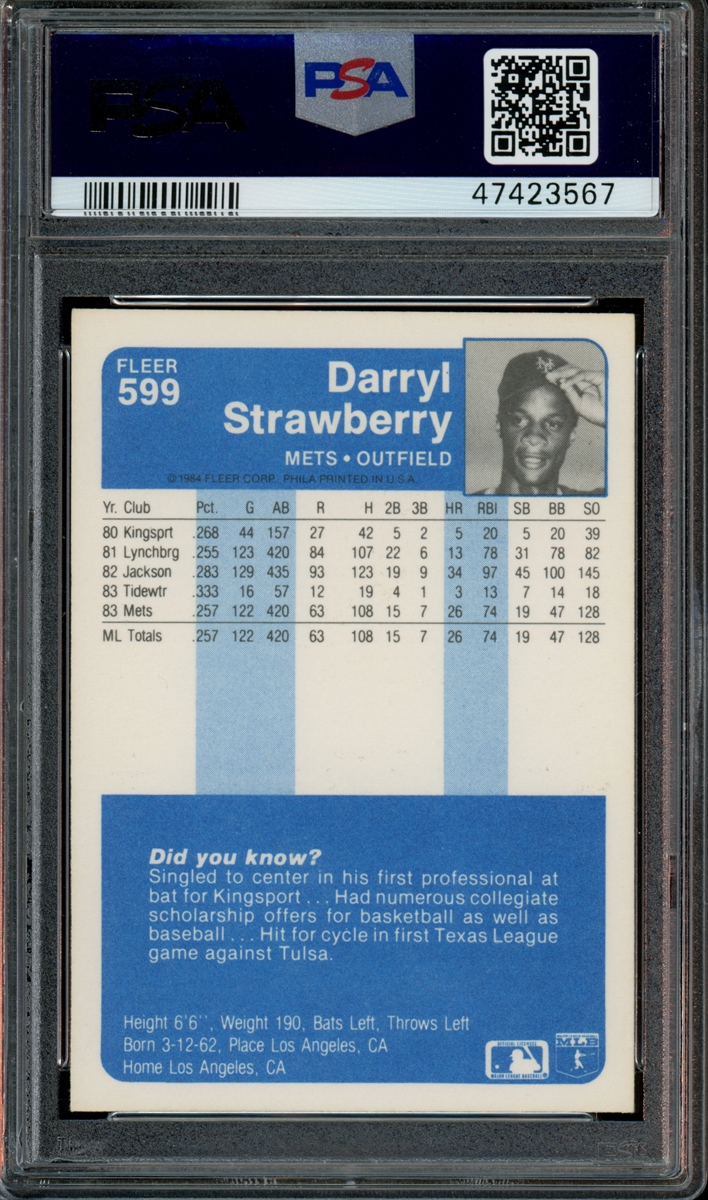 PSA
PSA
47423567
FLEER
599
Darryl
Strawberry
METS • OUTFIELD
© 1984 FLEER CORP. PHILA PRINTED IN U.S.A.
Yr. Club Pct. G AB R H 2B 3B HR RBI SB BB SO
80 Kingsprt .268 44 157 27 42 5 2 5 20 5 20 39
81 Lynchbrg .255 123 420 84 107 22 6 13 78 31 78 82
82 Jackson .283 129 435 93 123 19 9 34 97 45 100 145
83 Tidewtr .333 16 57 12 19 4 1 3 13 7 14 18
83 Mets .257 122 420 63 108 15 7 26 74 19 47 128
ML Totals .257 122 420 63 108 15 7 26 74 19 47 128
Did you know?
Singled to center in his first professional at
bat for Kingsport ... Had numerous collegiate
scholarship offers for basketball as well as
baseball ... Hit for cycle in first Texas League
game against Tulsa.
Height 6'6'', Weight 190, Bats Left, Throws Left
Born 3-12-62, Place Los Angeles, CA
Home Los Angeles, CA
OFFICIAL LICENSEE
MAJOR LEAGUE BASEBALL
MLB
PSA